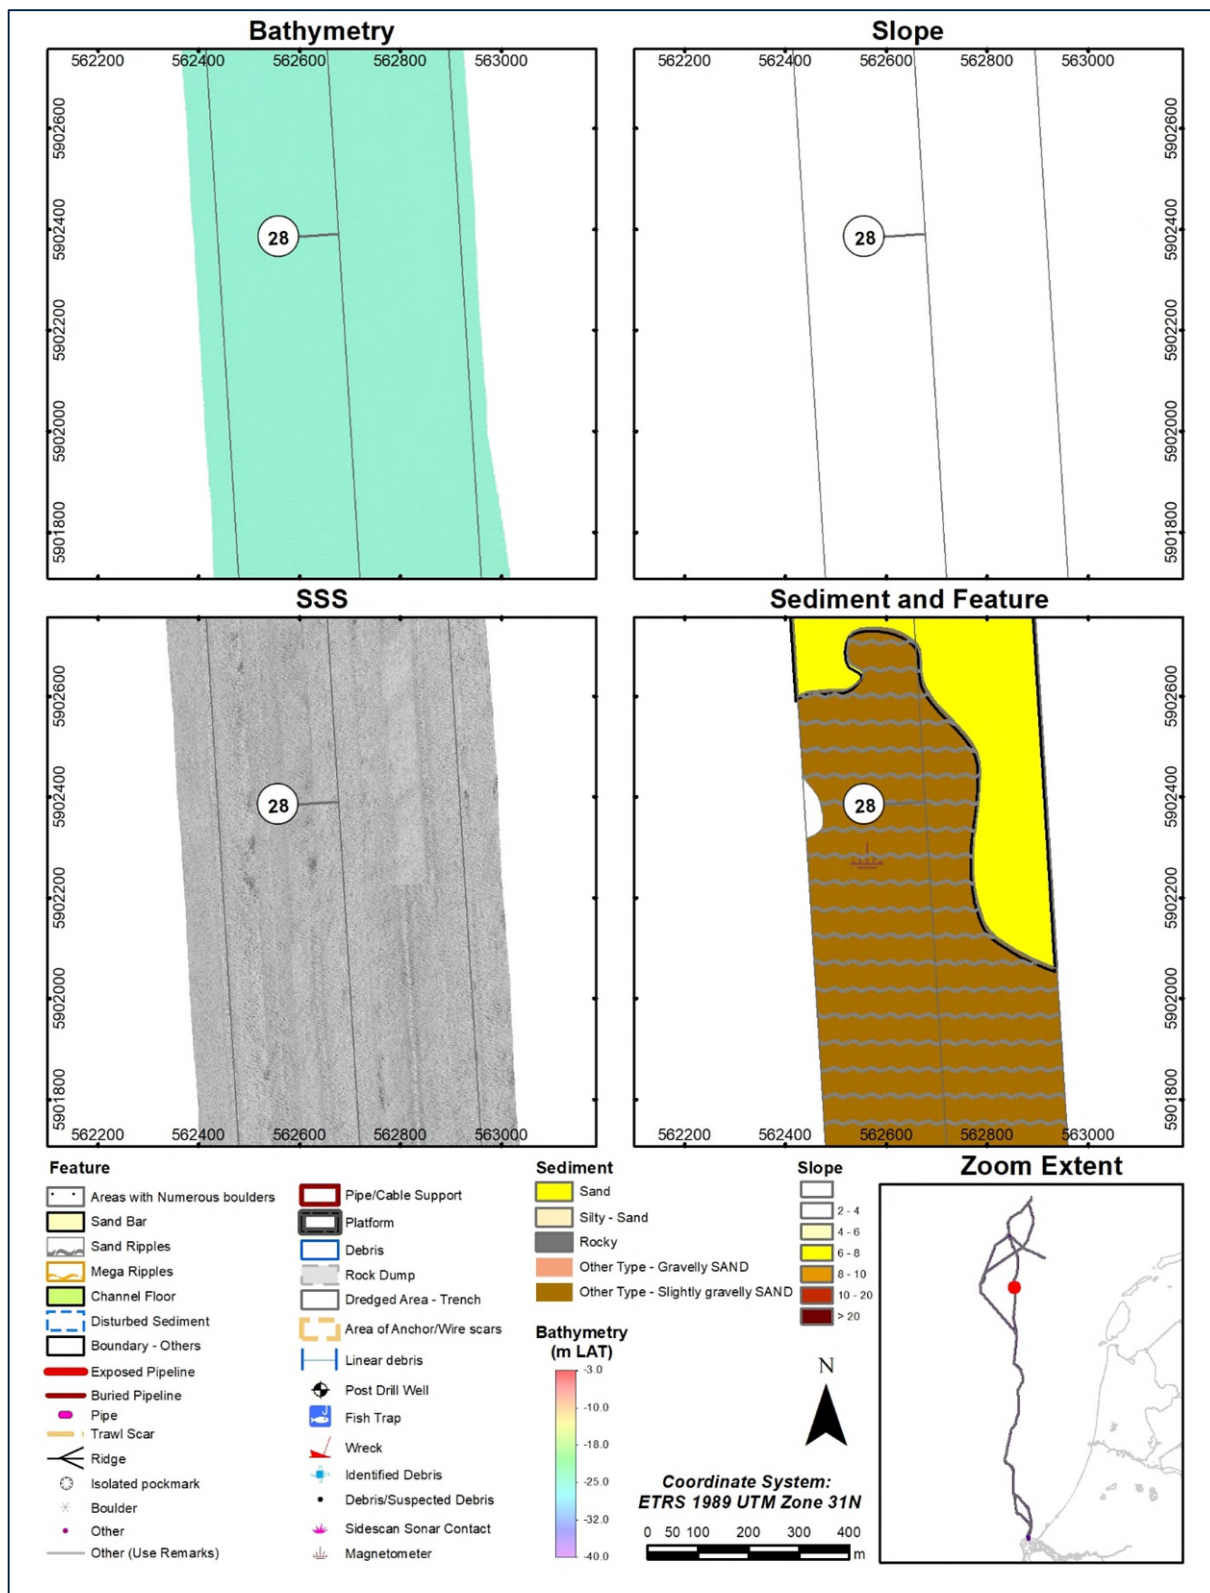 Bathymetry
562200 562400 562600 562800 563000
5902600
5902400
5902200
5902000
5901800
28
Slope
562200 562400 562600 562800 563000
5902600
5902400
5902200
5902000
5901800
28
SSS
5902600
5902400
5902200
5902000
5901800
28
562200 562400 562600 562800 563000
Sediment and Feature
5902600
5902400
5902200
5902000
5901800
28
562200 562400 562600 562800 563000
Feature
Areas with Numerous boulders
Sand Bar
Sand Ripples
Mega Ripples
Channel Floor
Disturbed Sediment
Boundary - Others
Exposed Pipeline
Buried Pipeline
Pipe
Trawl Scar
Ridge
Isolated pockmark
Boulder
Other
Other (Use Remarks)
Pipe/Cable Support
Platform
Debris
Rock Dump
Dredged Area - Trench
Area of Anchor/Wire scars
Linear debris
Post Drill Well
Fish Trap
Wreck
Identified Debris
Debris/Suspected Debris
Sidescan Sonar Contact
Magnetometer
Sediment
Sand
Silty - Sand
Rocky
Other Type - Gravelly SAND
Other Type - Slightly gravelly SAND
Bathymetry
(m LAT)
-3.0
-10.0
-18.0
-25.0
-32.0
-40.0
Slope
2 - 4
4 - 6
6 - 8
8 - 10
10 - 20
> 20
N
Coordinate System:
ETRS 1989 UTM Zone 31N
0 100 200 300 400
m
Zoom Extent